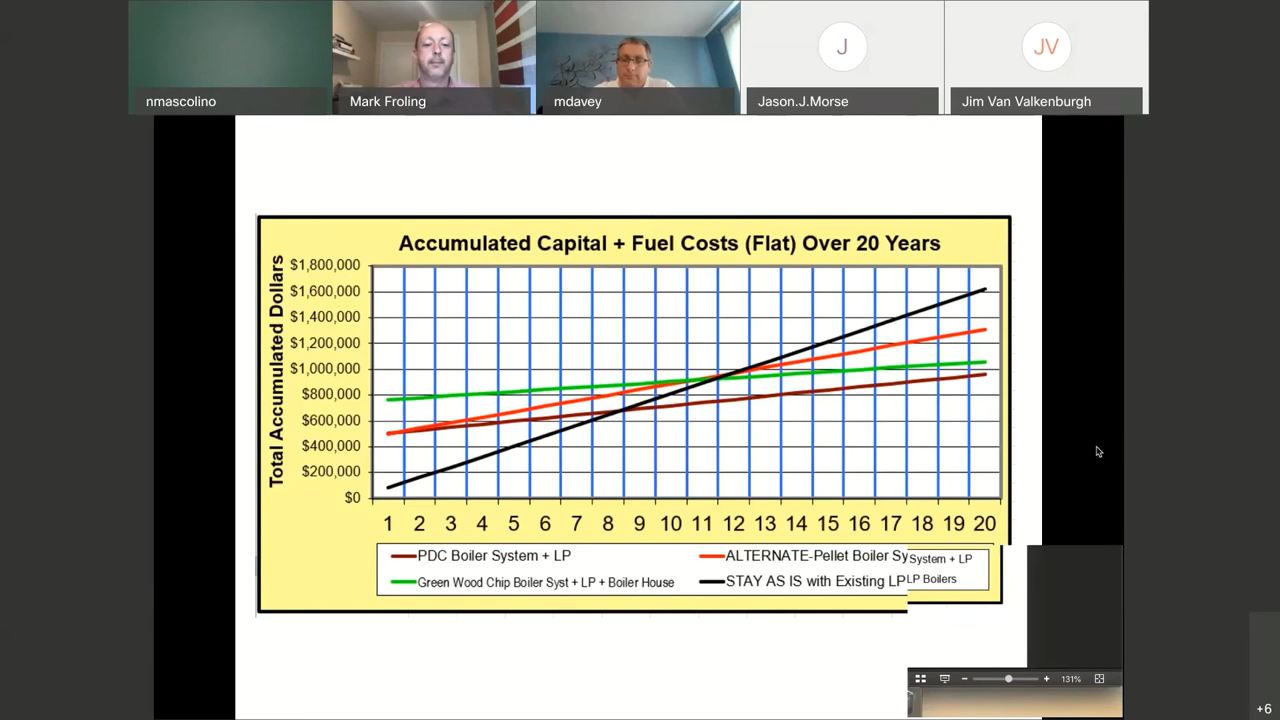 J
JV
nmascolino
Mark Froling
mdavey
Jason.J.Morse
Jim Van Valkenburgh
Accumulated Capital + Fuel Costs (Flat) Over 20 Years
Total Accumulated Dollars
$1,800,000
$1,600,000
$1,400,000
$1,200,000
$1,000,000
$800,000
$600,000
$400,000
$200,000
$0
1 2 3 4 5 6 7 8 9 10 11 12 13 14 15 16 17 18 19 20
PDC Boiler System + LP
ALTERNATE-Pellet Boiler Sy System + LP
Green Wood Chip Boiler Syst + LP + Boiler House
STAY AS IS with Existing LP LP Boilers
131%
+6